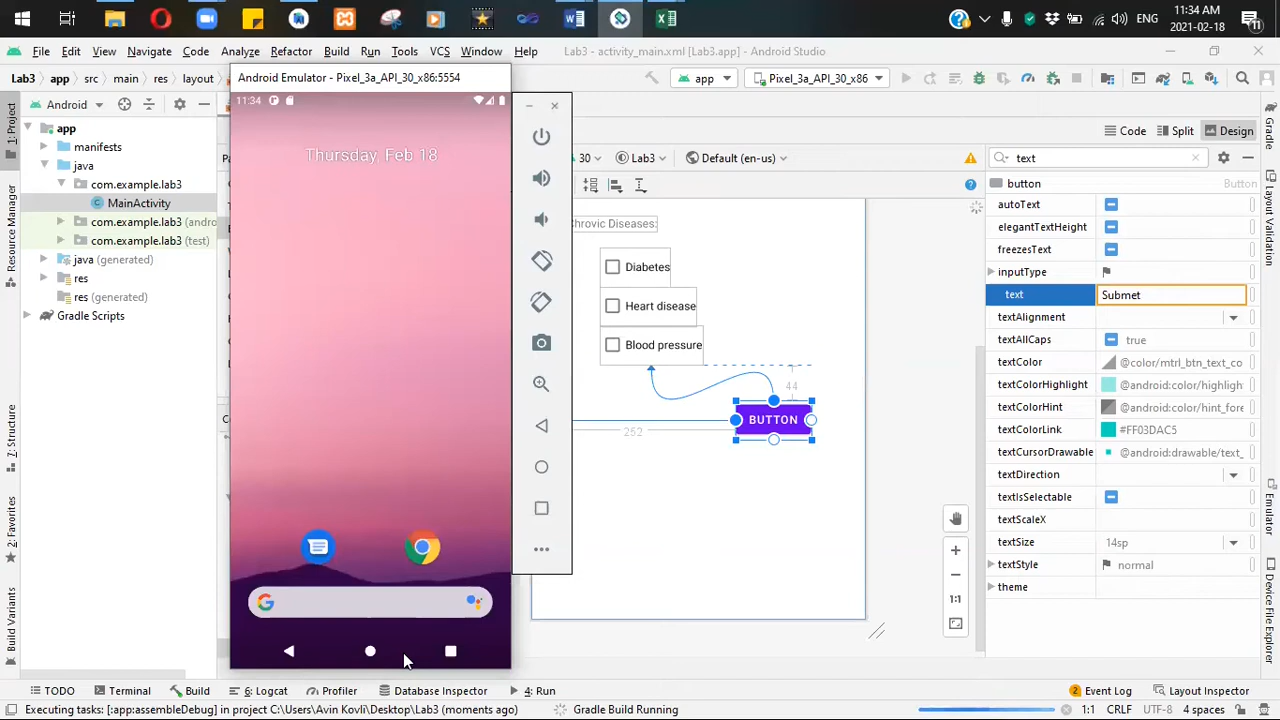 11:34 AM
ENG
2021-02-18
File Edit View Navigate Code Analyze Refactor Build Run Tools VCS Window Help Lab3 - activity_main.xml [Lab3.app] - Android Studio
Lab3 app src main res layout
Android Emulator - Pixel_3a_API_30_x86:5554
app
Pixel_3a_API_30_x86
1: Project
Resource Manager
Z: Structure
2: Favorites
Build Variants
Android
app
manifests
java
com.example.lab3
MainActivity
com.example.lab3 (andro
com.example.lab3 (test)
java (generated)
res
res (generated)
Gradle Scripts
11:34
Thursday, Feb 18
Code Split Design
30 Lab3 Default (en-us)
Chrovic Diseases:
Diabetes
Heart disease
Blood pressure
44
BUTTON
252
1:1
text
button Button
autoText
elegantTextHeight
freezesText
inputType
text Submet
textAlignment
textAllCaps true
textColor @color/mtrl_btn_text_co
textColorHighlight @android:color/highligh
textColorHint @android:color/hint_fore
textColorLink #FF03DAC5
textCursorDrawable @android:drawable/text_
textDirection
textIsSelectable
textScaleX
textSize 14sp
textStyle normal
theme
Gradle
Layout Validation
Emulator
Device File Explorer
TODO Terminal Build 6: Logcat Profiler Database Inspector 4: Run 2 Event Log Layout Inspector
Executing tasks: [:app:assembleDebug] in project C:\Users\Avin Kovli\Desktop\Lab3 (moments ago) Gradle Build Running 1:1 CRLF UTF-8 4 spaces